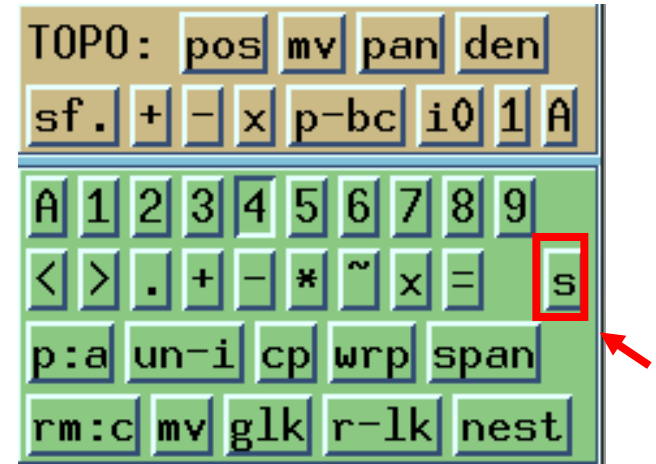 TOPO: pos mv pan den
sf. + - x p-bc i0 1 A
A 1 2 3 4 5 6 7 8 9
< > . + - * ~ x = s
p:a un-i cp wrp span
rm:c mv glk r-lk nest